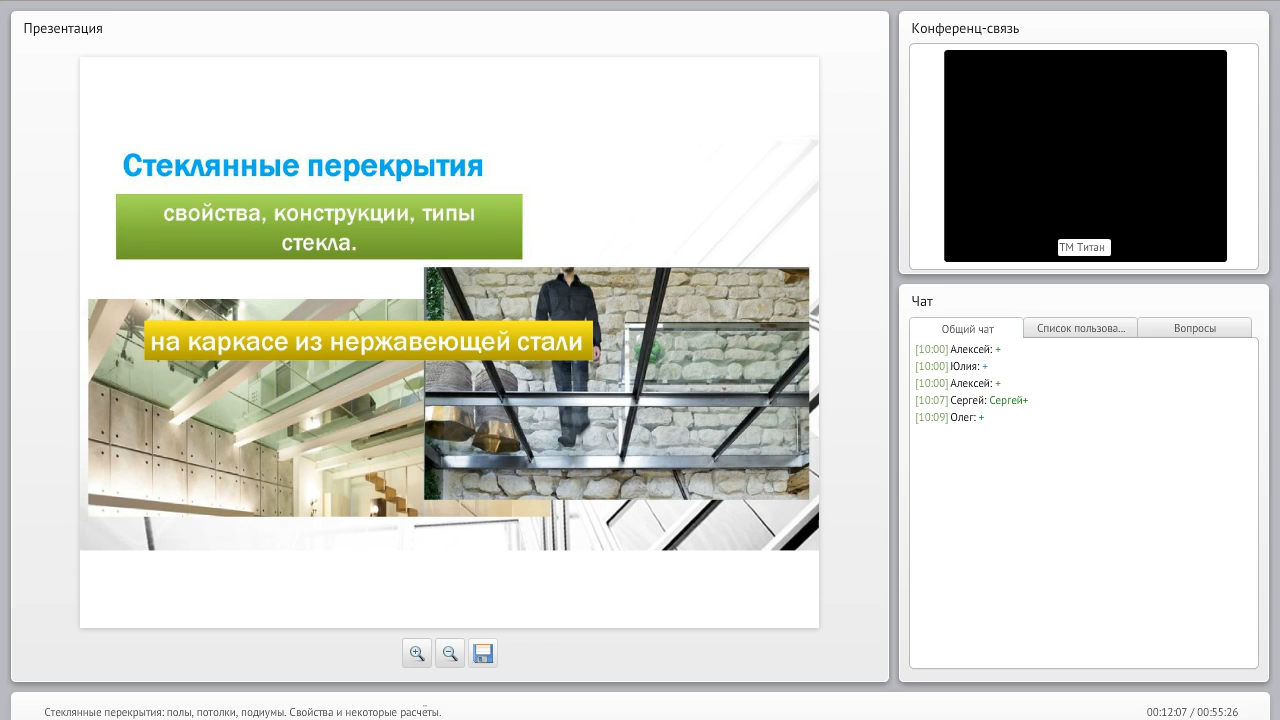 Презентация
Стеклянные перекрытия
свойства, конструкции, типы
стекла.
на каркасе из нержавеющей стали
Конференц-связь
ТМ Титан
Чат
Общий чат
Список пользова...
Вопросы
[10:00] Алексей: +
[10:00] Юлия: +
[10:00] Алексей: +
[10:07] Сергей: Сергей+
[10:09] Олег: +
Стеклянные перекрытия: полы, потолки, подиумы. Свойства и некоторые расчёты.
00:12:07 / 00:55:26